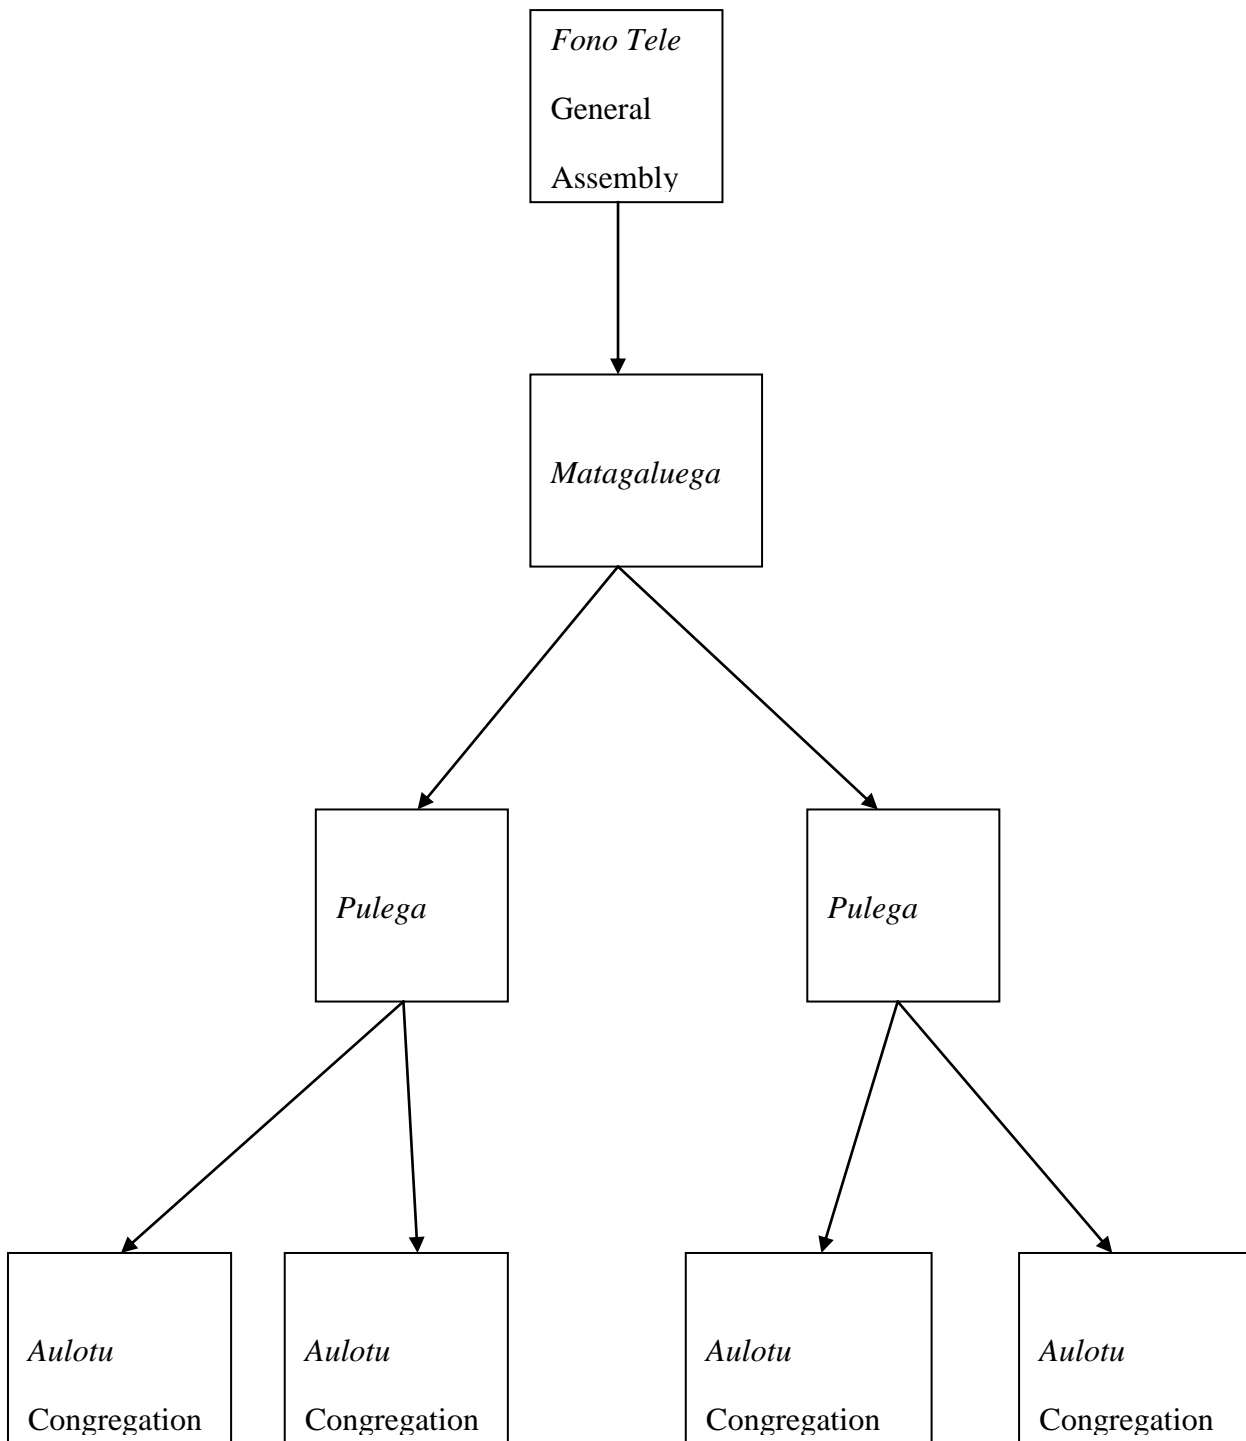 Fono Tele
General
Assembly
Matagaluega
Pulega
Pulega
Aulotu
Congregation
Aulotu
Congregation
Aulotu
Congregation
Aulotu
Congregation